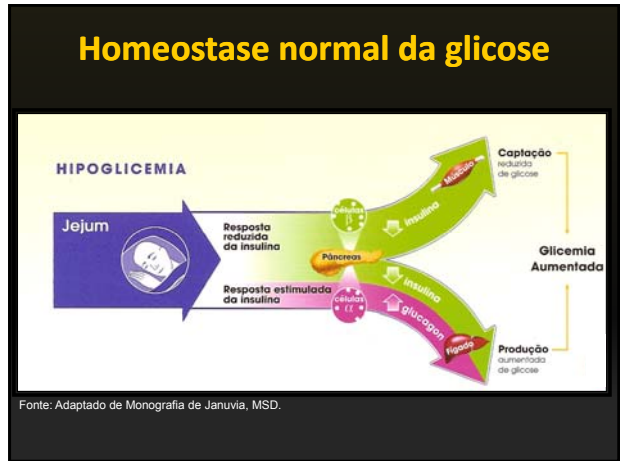 Homeostase normal da glicose
HIPOGLICEMIA
Jejum
Resposta
reduzida
da insulina
Resposta estimulada
da insulina
células
β
Pâncreas
células
α
insulina
Músculo
insulina
glucogon
Fígado
Captação
reduzida
de glicose
Glicemia
Aumentada
Produção
aumentada
de glicose
Fonte: Adaptado de Monografia de Januvia, MSD.